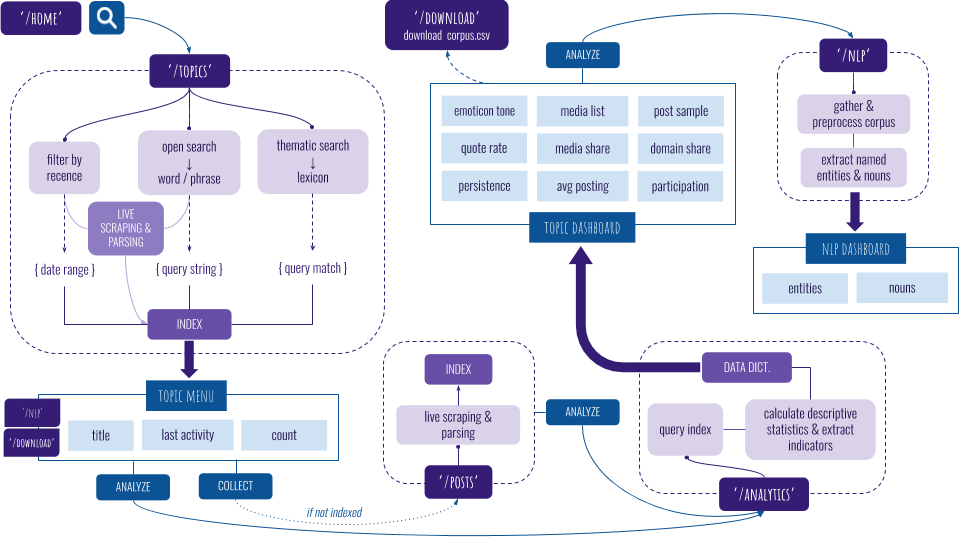 '/HOME'
'/TOPICS'
filter by
recence
open search
↓
word / phrase
thematic search
↓
lexicon
LIVE
SCRAPING &
PARSING
{ date range }
{ query string }
{ query match }
INDEX
TOPIC MENU
'/NLP'
'/DOWNLOAD'
title
last activity
count
ANALYZE
COLLECT
if not indexed
'/DOWNLOAD'
download corpus.csv
ANALYZE
emoticon tone
media list
post sample
quote rate
media share
domain share
persistence
avg posting
participation
TOPIC DASHBOARD
'/NLP'
gather &
preprocess corpus
extract named
entities & nouns
NLP DASHBOARD
entities
nouns
INDEX
live scraping &
parsing
'/POSTS'
ANALYZE
DATA DICT.
query index
calculate descriptive
statistics & extract
indicators
'/ANALYTICS'